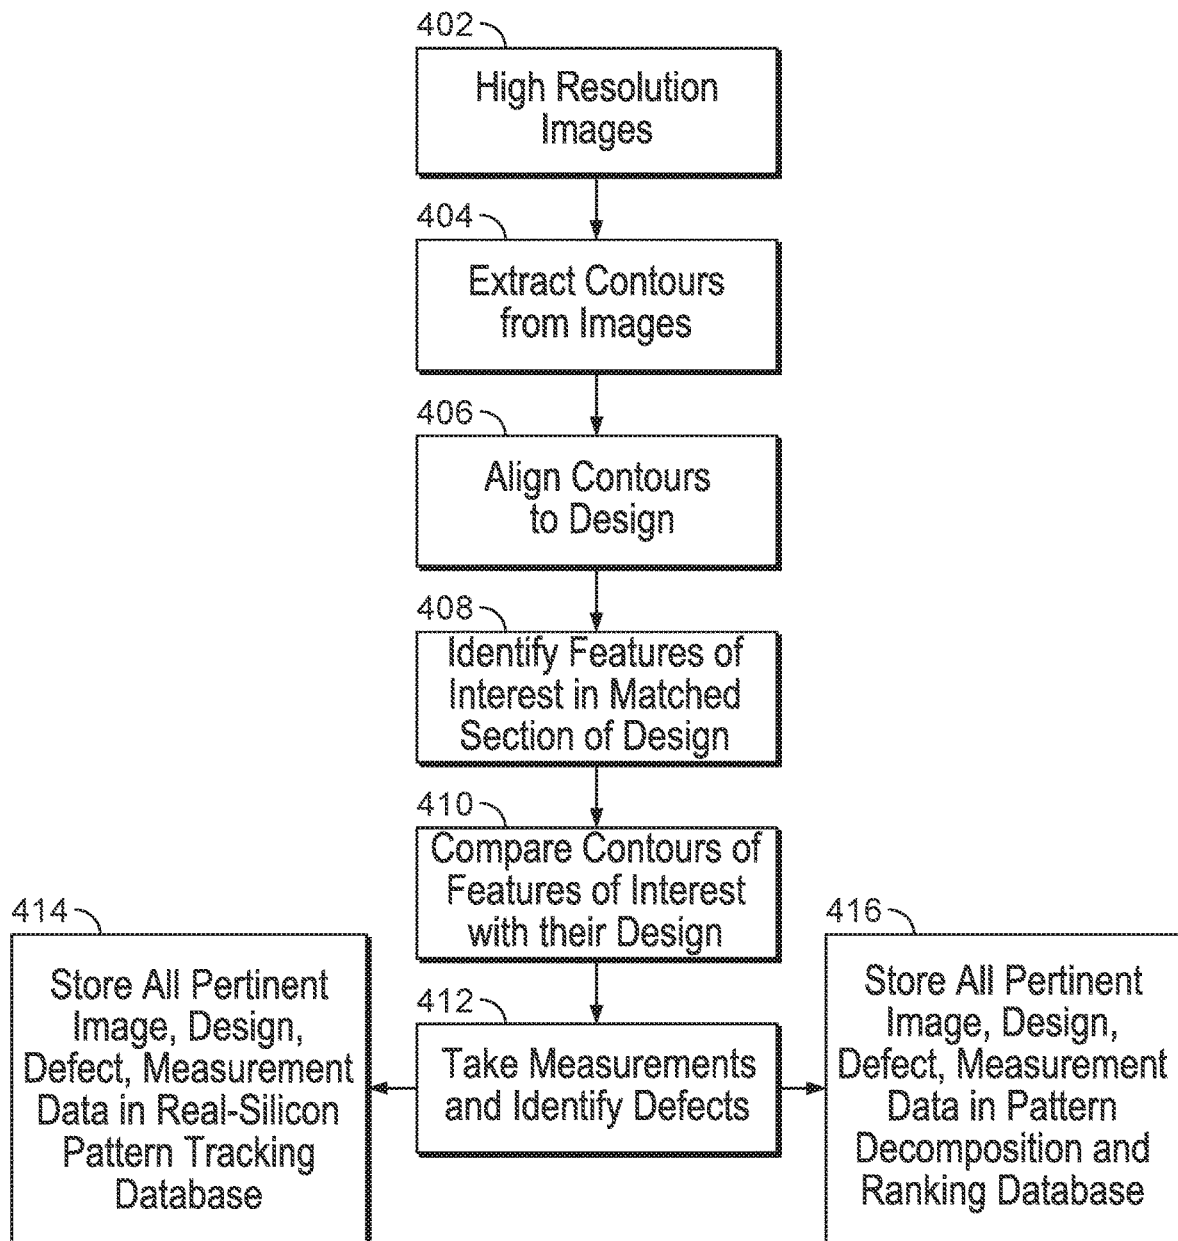 402
High Resolution
Images
404
Extract Contours
from Images
406
Align Contours
to Design
408
Identify Features of
Interest in Matched
Section of Design
410
Compare Contours of
Features of Interest
with their Design
412
Take Measurements
and Identify Defects
414
Store All Pertinent
Image, Design,
Defect, Measurement
Data in Real-Silicon
Pattern Tracking
Database
416
Store All Pertinent
Image, Design,
Defect, Measurement
Data in Pattern
Decomposition and
Ranking Database